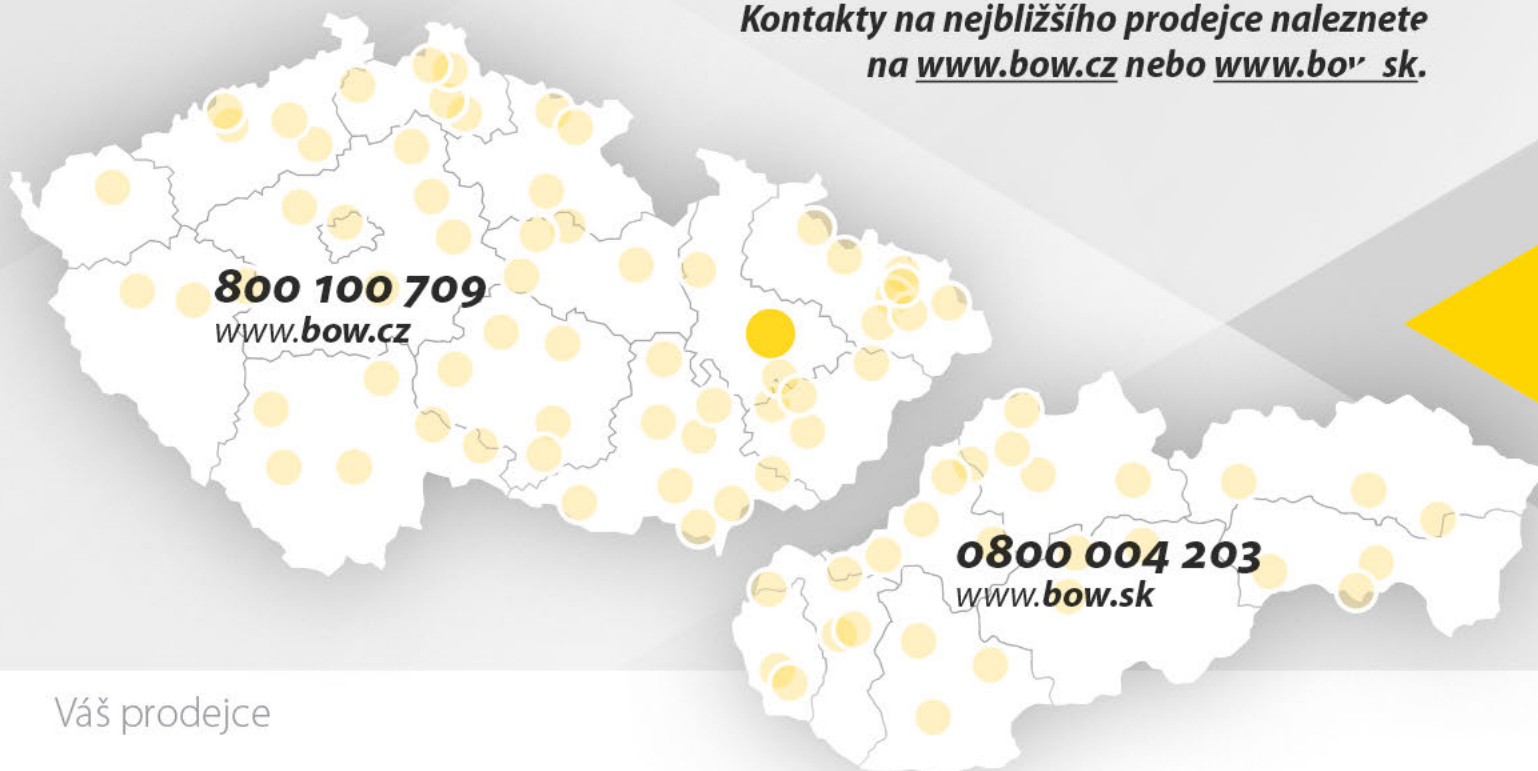 Kontakty na nejbližšího prodejce naleznete
na www.bow.cz nebo
800 100 709
www.bow.cz
0800 004 203
www.bow.sk
Váš prodejce